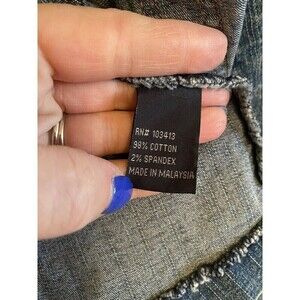 RN# 103413
98% COTTON
2% SPANDEX
MADE IN MALAYSIA